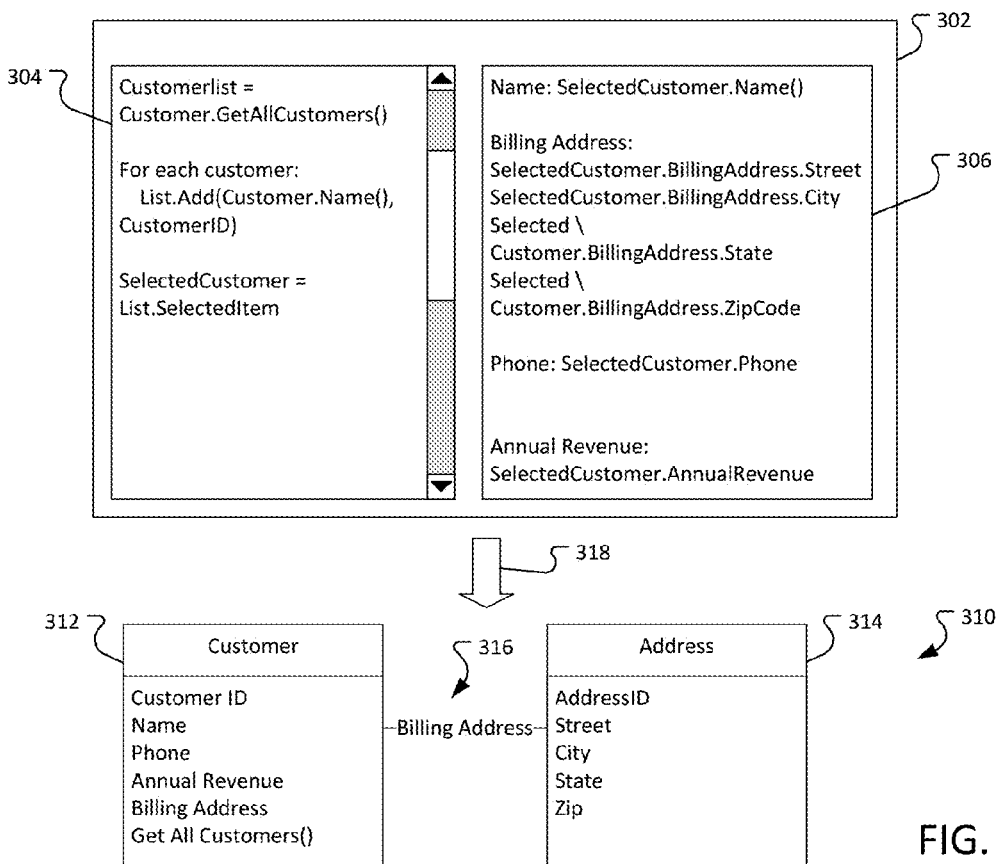 302
304
Customerlist =
Customer.GetAllCustomers()
For each customer:
List.Add(Customer.Name(),
CustomerID)
SelectedCustomer =
List.SelectedItem
Name: SelectedCustomer.Name()
Billing Address:
SelectedCustomer.BillingAddress.Street
SelectedCustomer.BillingAddress.City
Selected \
Customer.BillingAddress.State
Selected \
Customer.BillingAddress.ZipCode
Phone: SelectedCustomer.Phone
Annual Revenue:
SelectedCustomer.AnnualRevenue
306
318
312
Customer
Customer ID
Name
Phone
Annual Revenue
Billing Address
Get All Customers()
316
Billing Address
Address
AddressID
Street
City
State
Zip
314
310
FIG.